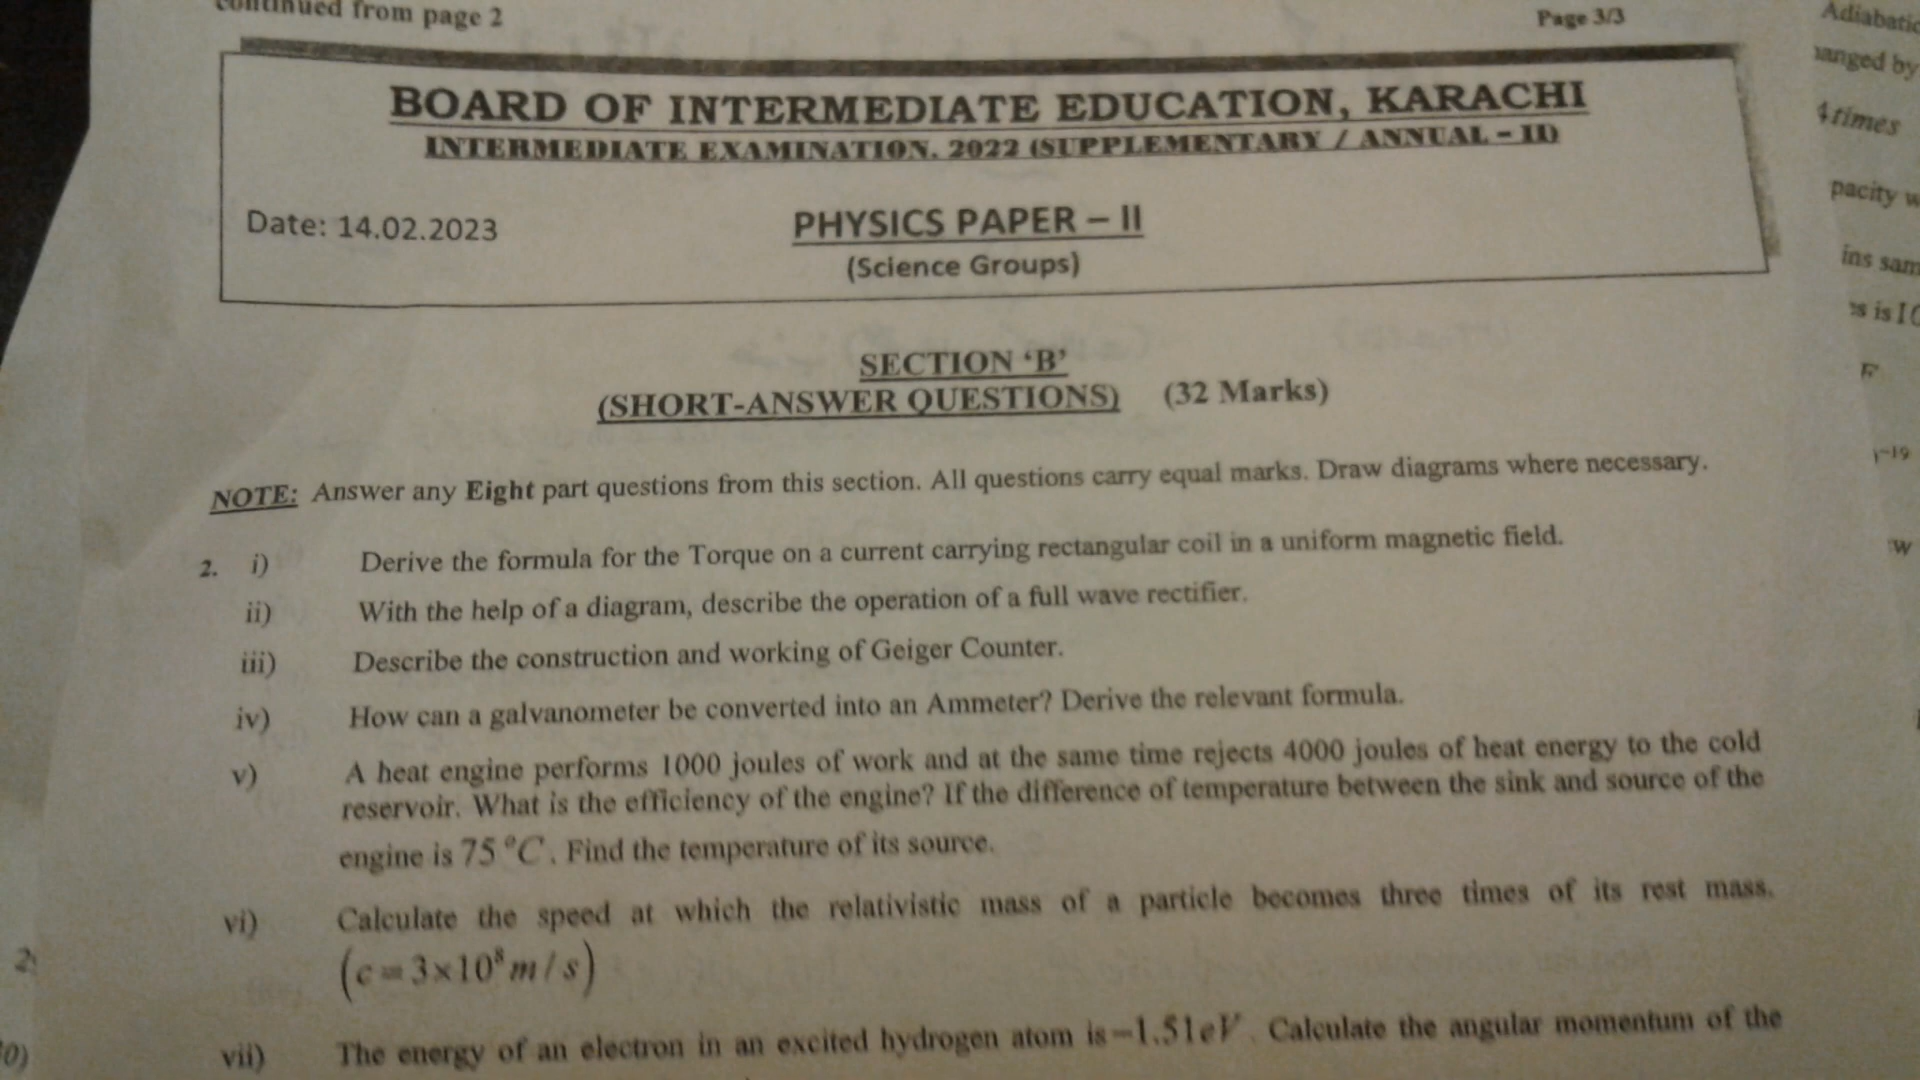 continued from page 2
Page 3/3
BOARD OF INTERMEDIATE EDUCATION, KARACHI
INTERMEDIATE EXAMINATION, 2022 (SUPPLEMENTARY / ANNUAL – II)
Date: 14.02.2023
PHYSICS PAPER – II
(Science Groups)
SECTION ‘B’
(SHORT-ANSWER QUESTIONS) (32 Marks)
NOTE: Answer any Eight part questions from this section. All questions carry equal marks. Draw diagrams where necessary.
2. i) Derive the formula for the Torque on a current carrying rectangular coil in a uniform magnetic field.
ii) With the help of a diagram, describe the operation of a full wave rectifier.
iii) Describe the construction and working of Geiger Counter.
iv) How can a galvanometer be converted into an Ammeter? Derive the relevant formula.
v) A heat engine performs 1000 joules of work and at the same time rejects 4000 joules of heat energy to the cold
reservoir. What is the efficiency of the engine? If the difference of temperature between the sink and source of the
engine is 75 °C. Find the temperature of its source.
vi) Calculate the speed at which the relativistic mass of a particle becomes three times of its rest mass.
(c = 3×10⁸ m / s)
vii) The energy of an electron in an excited hydrogen atom is −1.51eV. Calculate the angular momentum of the
Adiabatic
anged by
4 times
pacity w
ins sam
is 10
-19
W